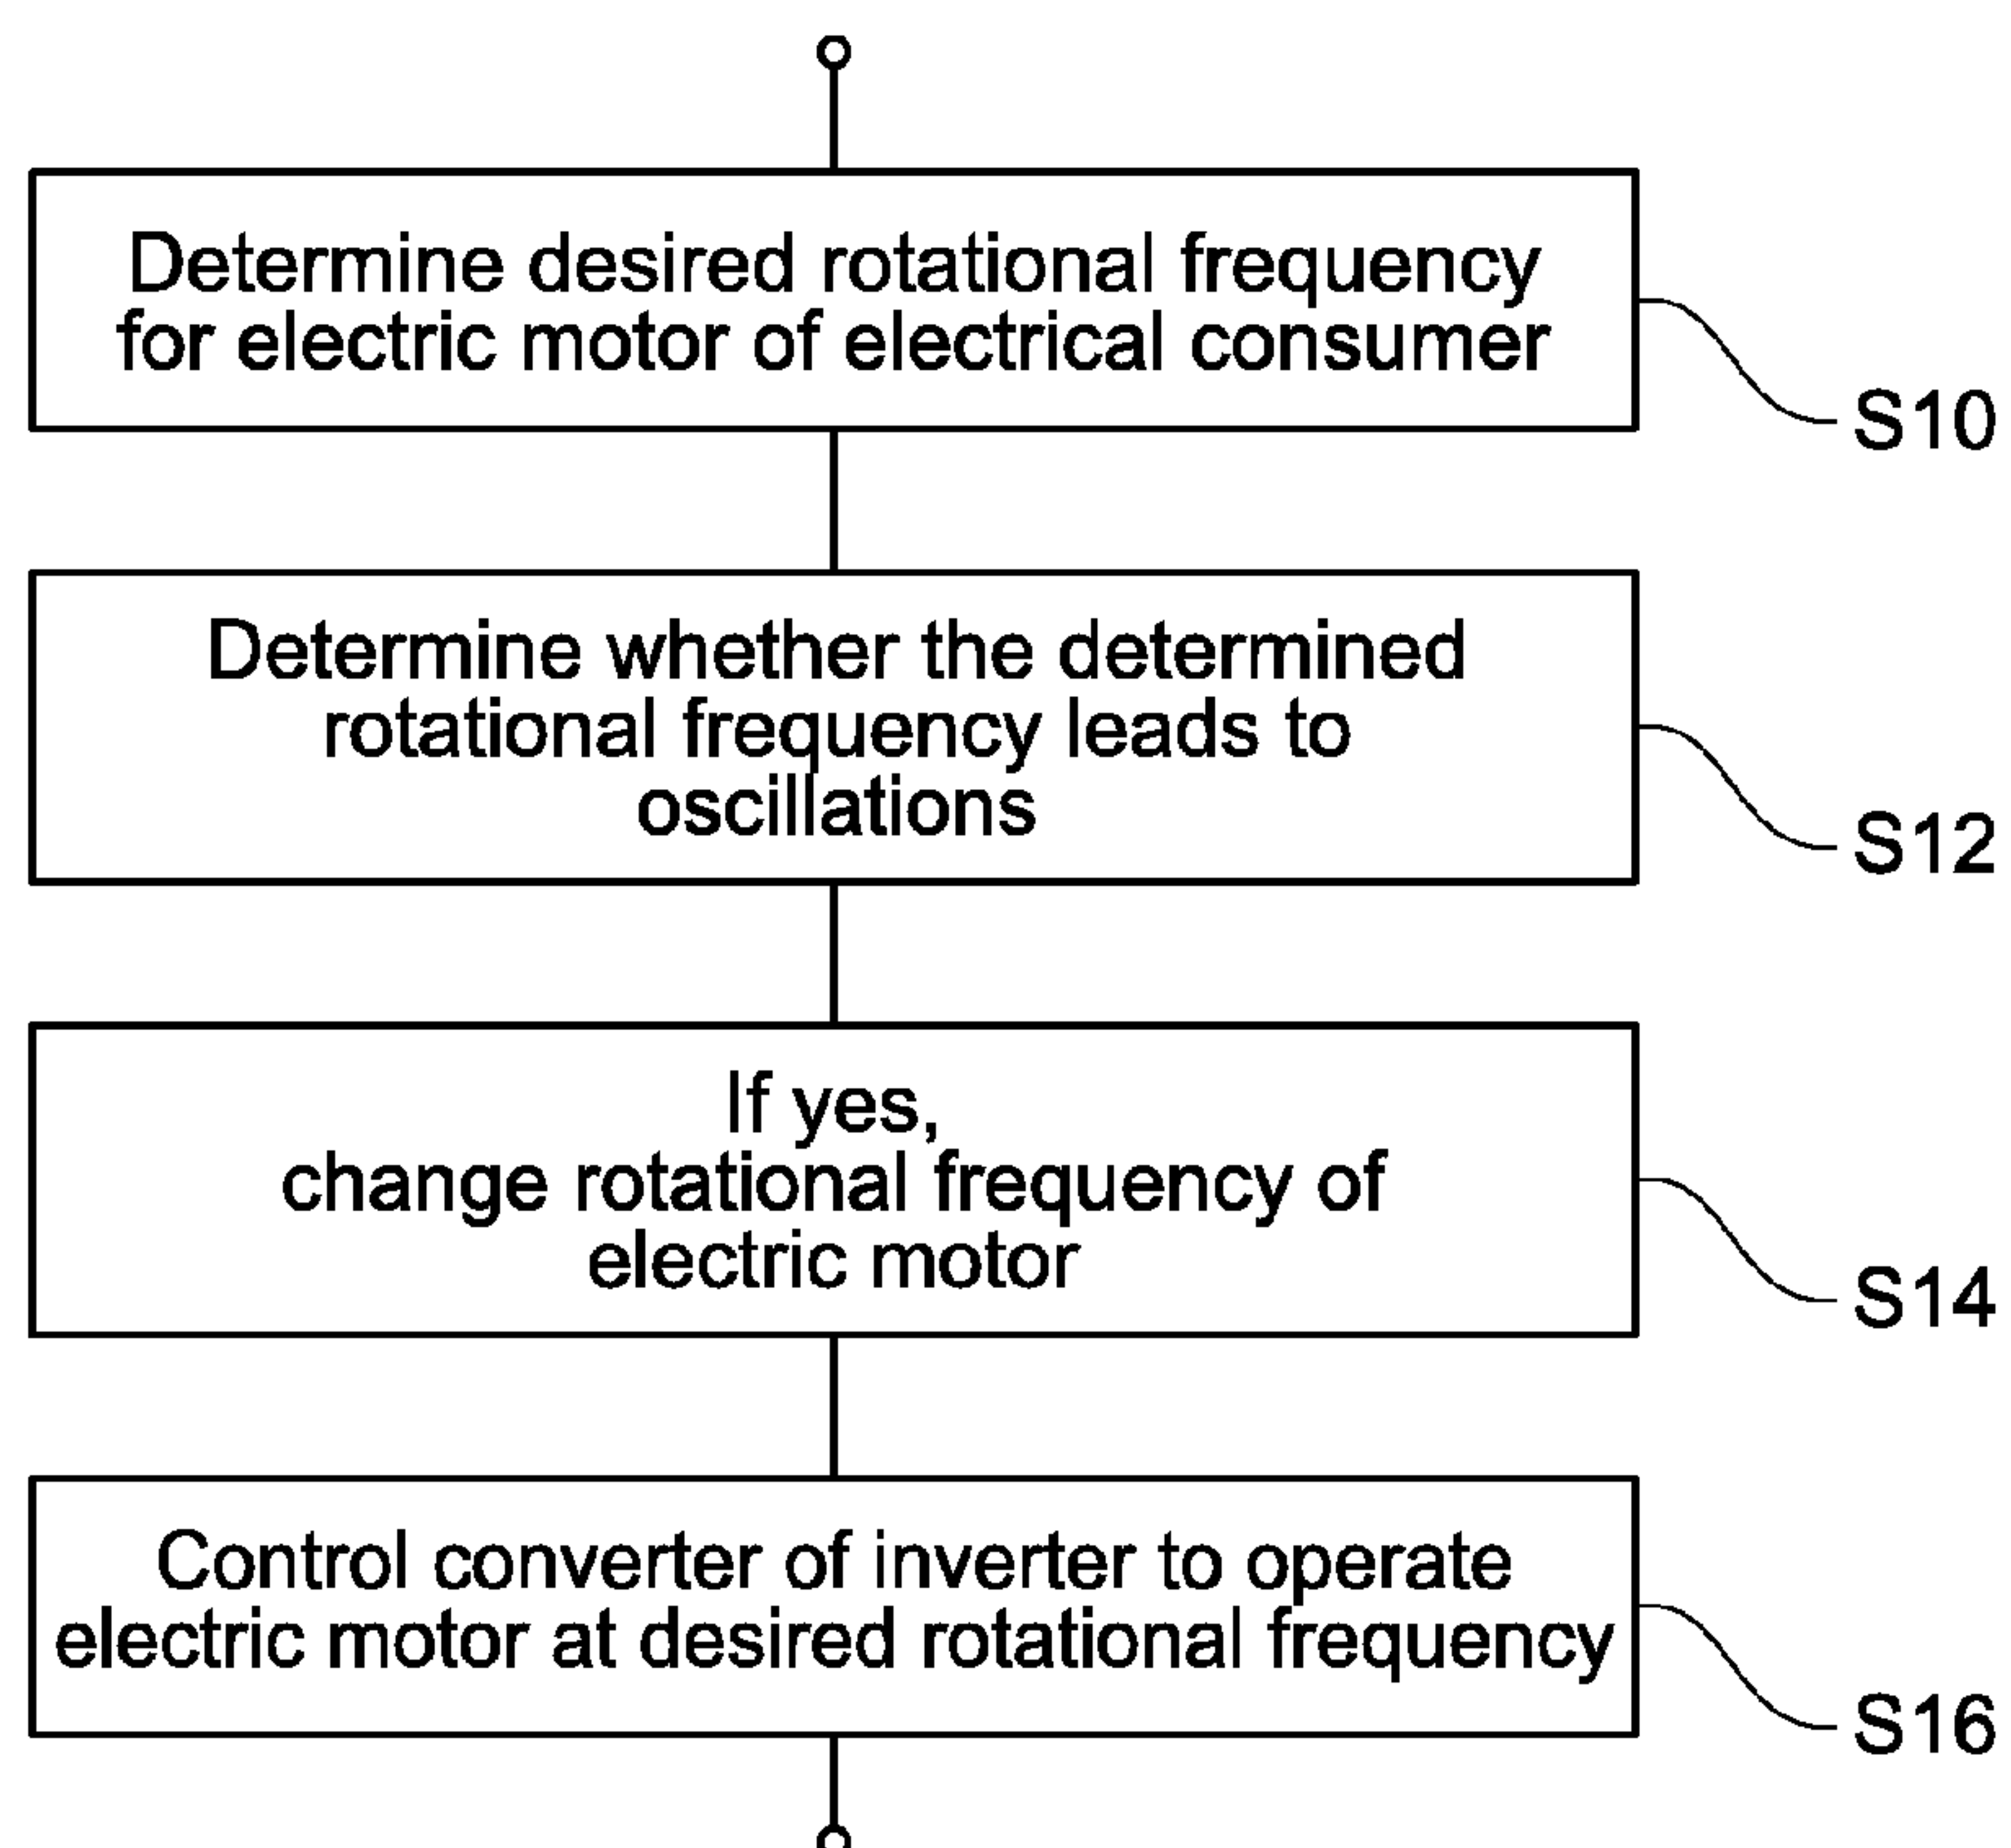 Determine desired rotational frequency
for electric motor of electrical consumer
S10
Determine whether the determined
rotational frequency leads to
oscillations
S12
If yes,
change rotational frequency of
electric motor
S14
Control converter of inverter to operate
electric motor at desired rotational frequency
S16